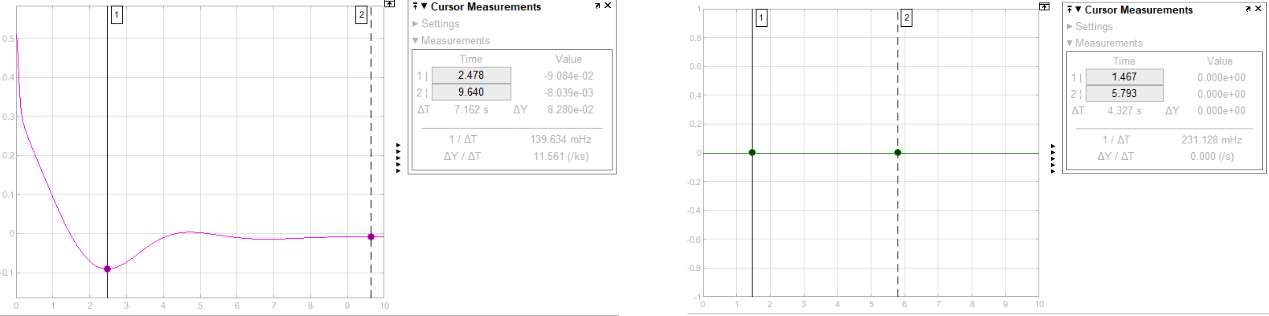 1
2
0.5
0.3
0.2
0.1
0
-0.1
0 1 2 3 4 5 6 7 8 9 10
Cursor Measurements
Settings
Measurements
Time Value
1 | 2.478 -9.084e-02
2 | 9.640 -8.039e-03
ΔT 7.162 s ΔY 8.280e-02
1 / ΔT 139.634 mHz
ΔY / ΔT 11.561 (/ks)
1
2
1
0.8
0.6
0.4
0.2
0
-0.2
-0.4
-0.6
-0.8
-1
0 1 2 3 4 5 6 7 8 9 10
Cursor Measurements
Settings
Measurements
Time Value
1 | 1.467 0.000e+00
2 | 5.793 0.000e+00
ΔT 4.327 s ΔY 0.000e+00
1 / ΔT 231.128 mHz
ΔY / ΔT 0.000 (/s)